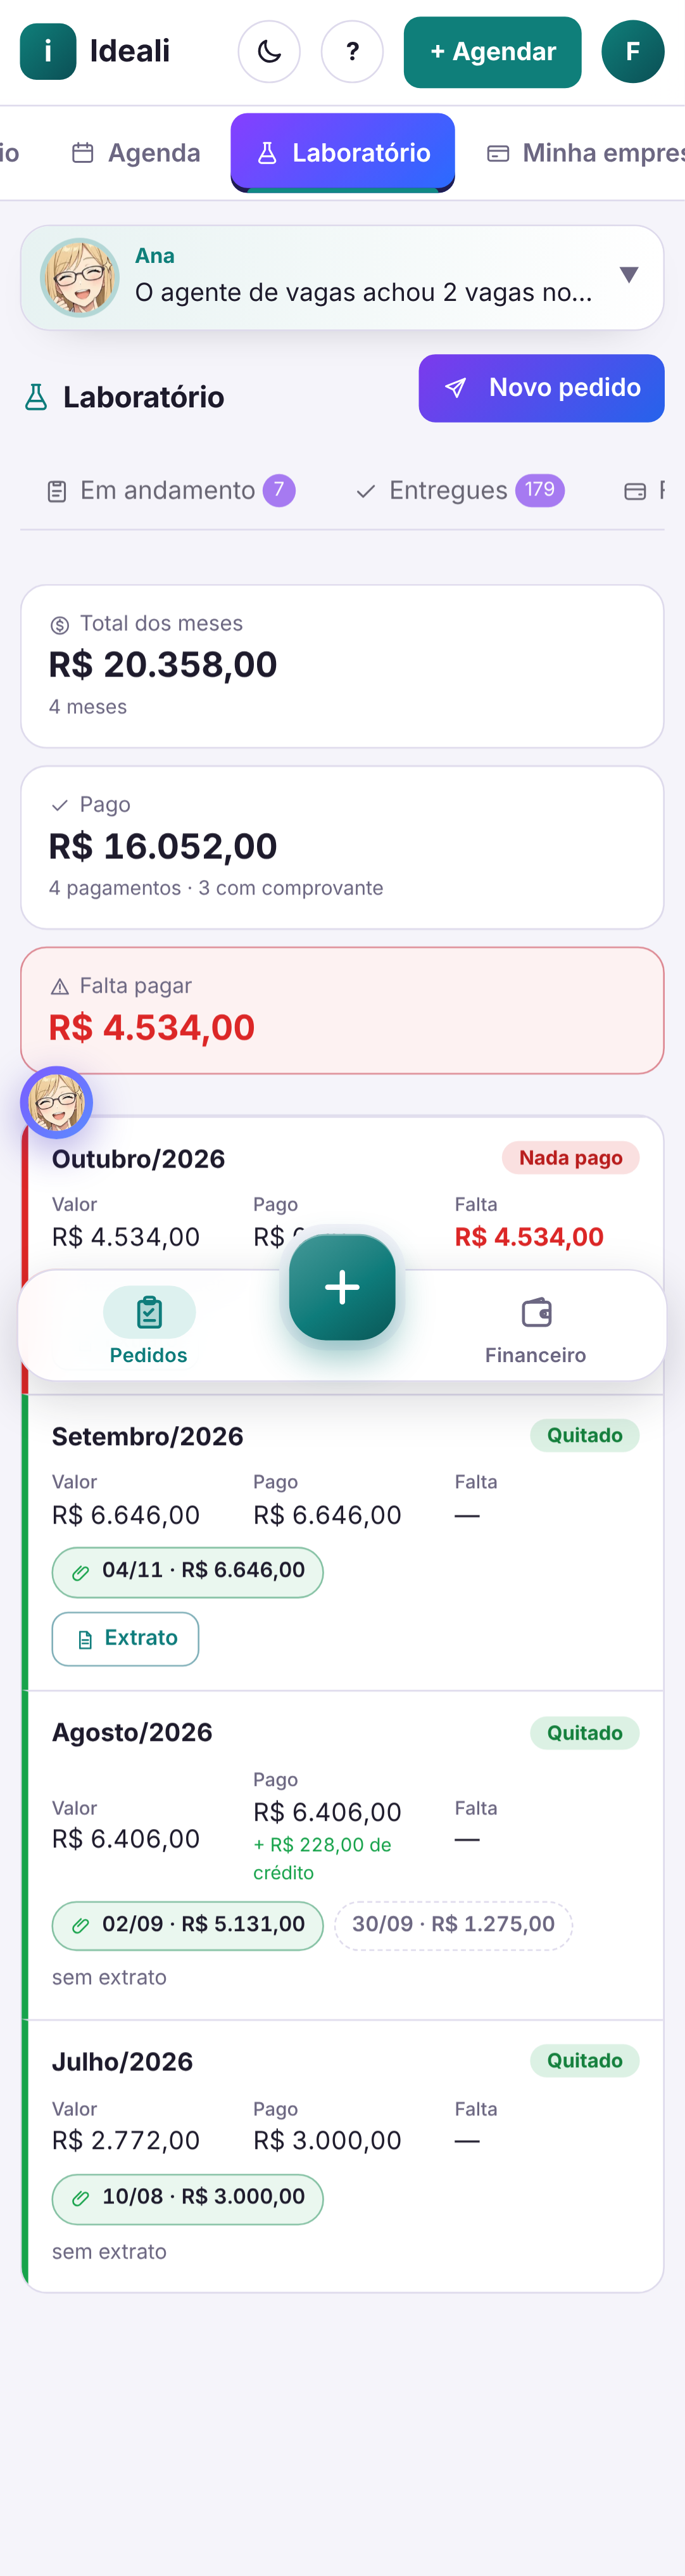 i Ideali ? + Agendar F
io Agenda Laboratório Minha empres
Ana
O agente de vagas achou 2 vagas no...
Laboratório Novo pedido
Em andamento 7 Entregues 179
Total dos meses
R$ 20.358,00
4 meses
Pago
R$ 16.052,00
4 pagamentos · 3 com comprovante
Falta pagar
R$ 4.534,00
Outubro/2026 Nada pago
Valor Pago Falta
R$ 4.534,00 R$ R$ 4.534,00
+
Pedidos Financeiro
Setembro/2026 Quitado
Valor Pago Falta
R$ 6.646,00 R$ 6.646,00 —
04/11 · R$ 6.646,00
Extrato
Agosto/2026 Quitado
Valor Pago Falta
R$ 6.406,00 R$ 6.406,00 —
+ R$ 228,00 de
crédito
02/09 · R$ 5.131,00 30/09 · R$ 1.275,00
sem extrato
Julho/2026 Quitado
Valor Pago Falta
R$ 2.772,00 R$ 3.000,00 —
10/08 · R$ 3.000,00
sem extrato